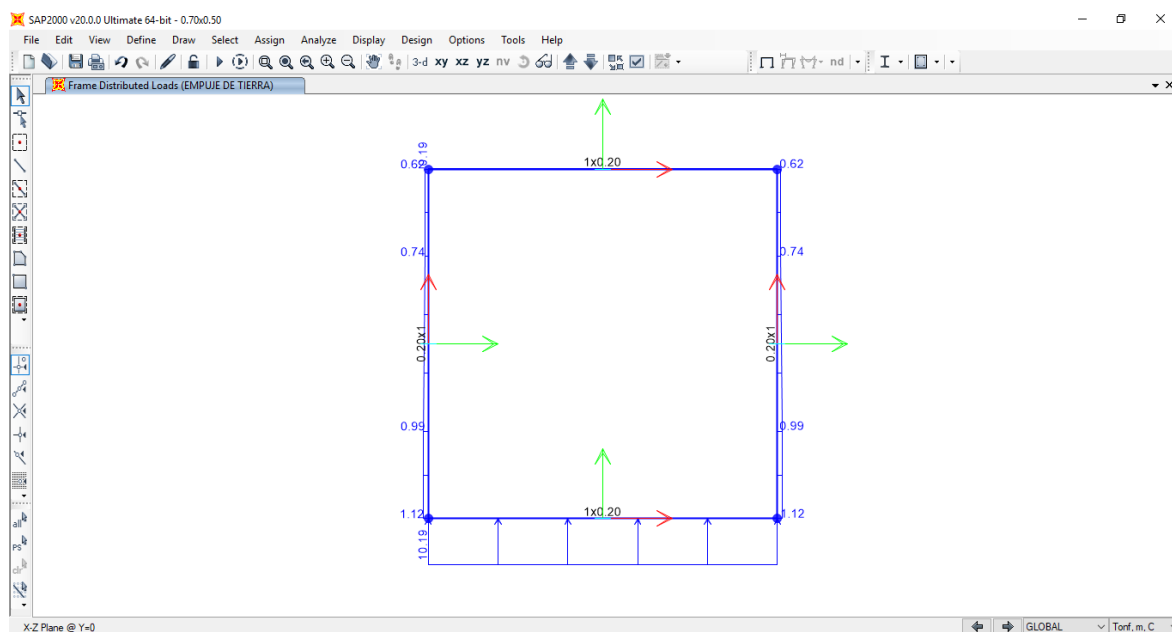 SAP2000 v20.0.0 Ultimate 64-bit - 0.70x0.50
File Edit View Define Draw Select Assign Analyze Display Design Options Tools Help
3-d xy xz yz nv
nd
Frame Distributed Loads (EMPUJE DE TIERRA)
0.62
1x0.20
0.62
0.74
0.74
0.20x1
0.20x1
0.99
0.99
1.12
1x0.20
1.12
10.19
all
PS
clr
X-Z Plane @ Y=0
GLOBAL
Tonf, m, C